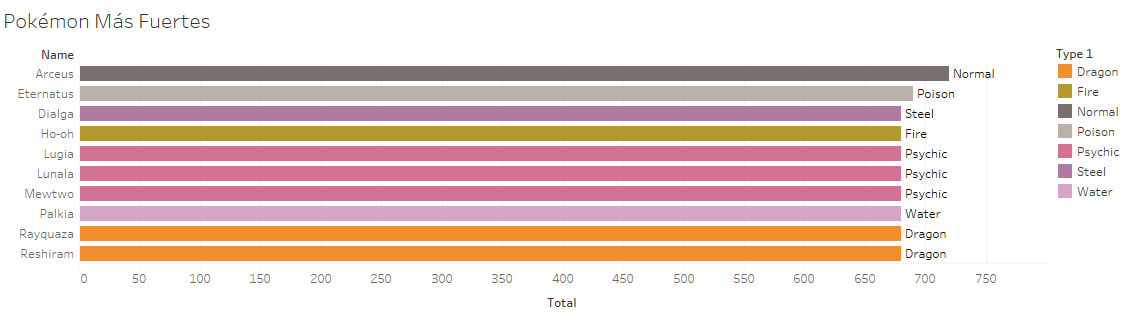 Pokémon Más Fuertes
Name
Arceus Normal
Eternatus Poison
Dialga Steel
Ho-oh Fire
Lugia Psychic
Lunala Psychic
Mewtwo Psychic
Palkia Water
Rayquaza Dragon
Reshiram Dragon
0 50 100 150 200 250 300 350 400 450 500 550 600 650 700 750
Total
Type 1
Dragon
Fire
Normal
Poison
Psychic
Steel
Water